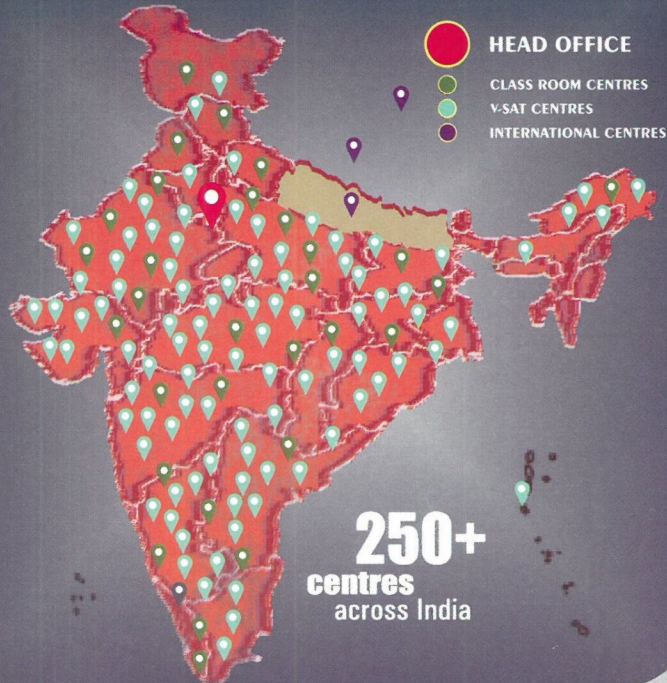 HEAD OFFICE
CLASS ROOM CENTRES
V-SAT CENTRES
INTERNATIONAL CENTRES
250+
centres
across India